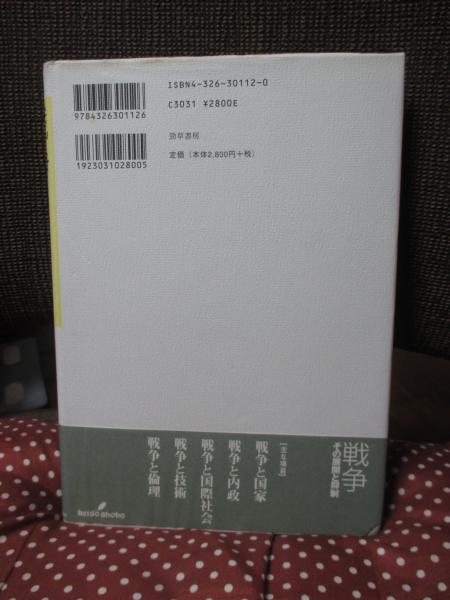 ISBN4-326-30112-0
C3031 ¥2800E
9784326301126
勁草書房
定価（本体2,800円＋税）
1923031028005
戦争
その展開と抑制
［主な項目］
戦争と国家
戦争と内政
戦争と国際社会
戦争と技術
戦争と倫理
keiso shobo